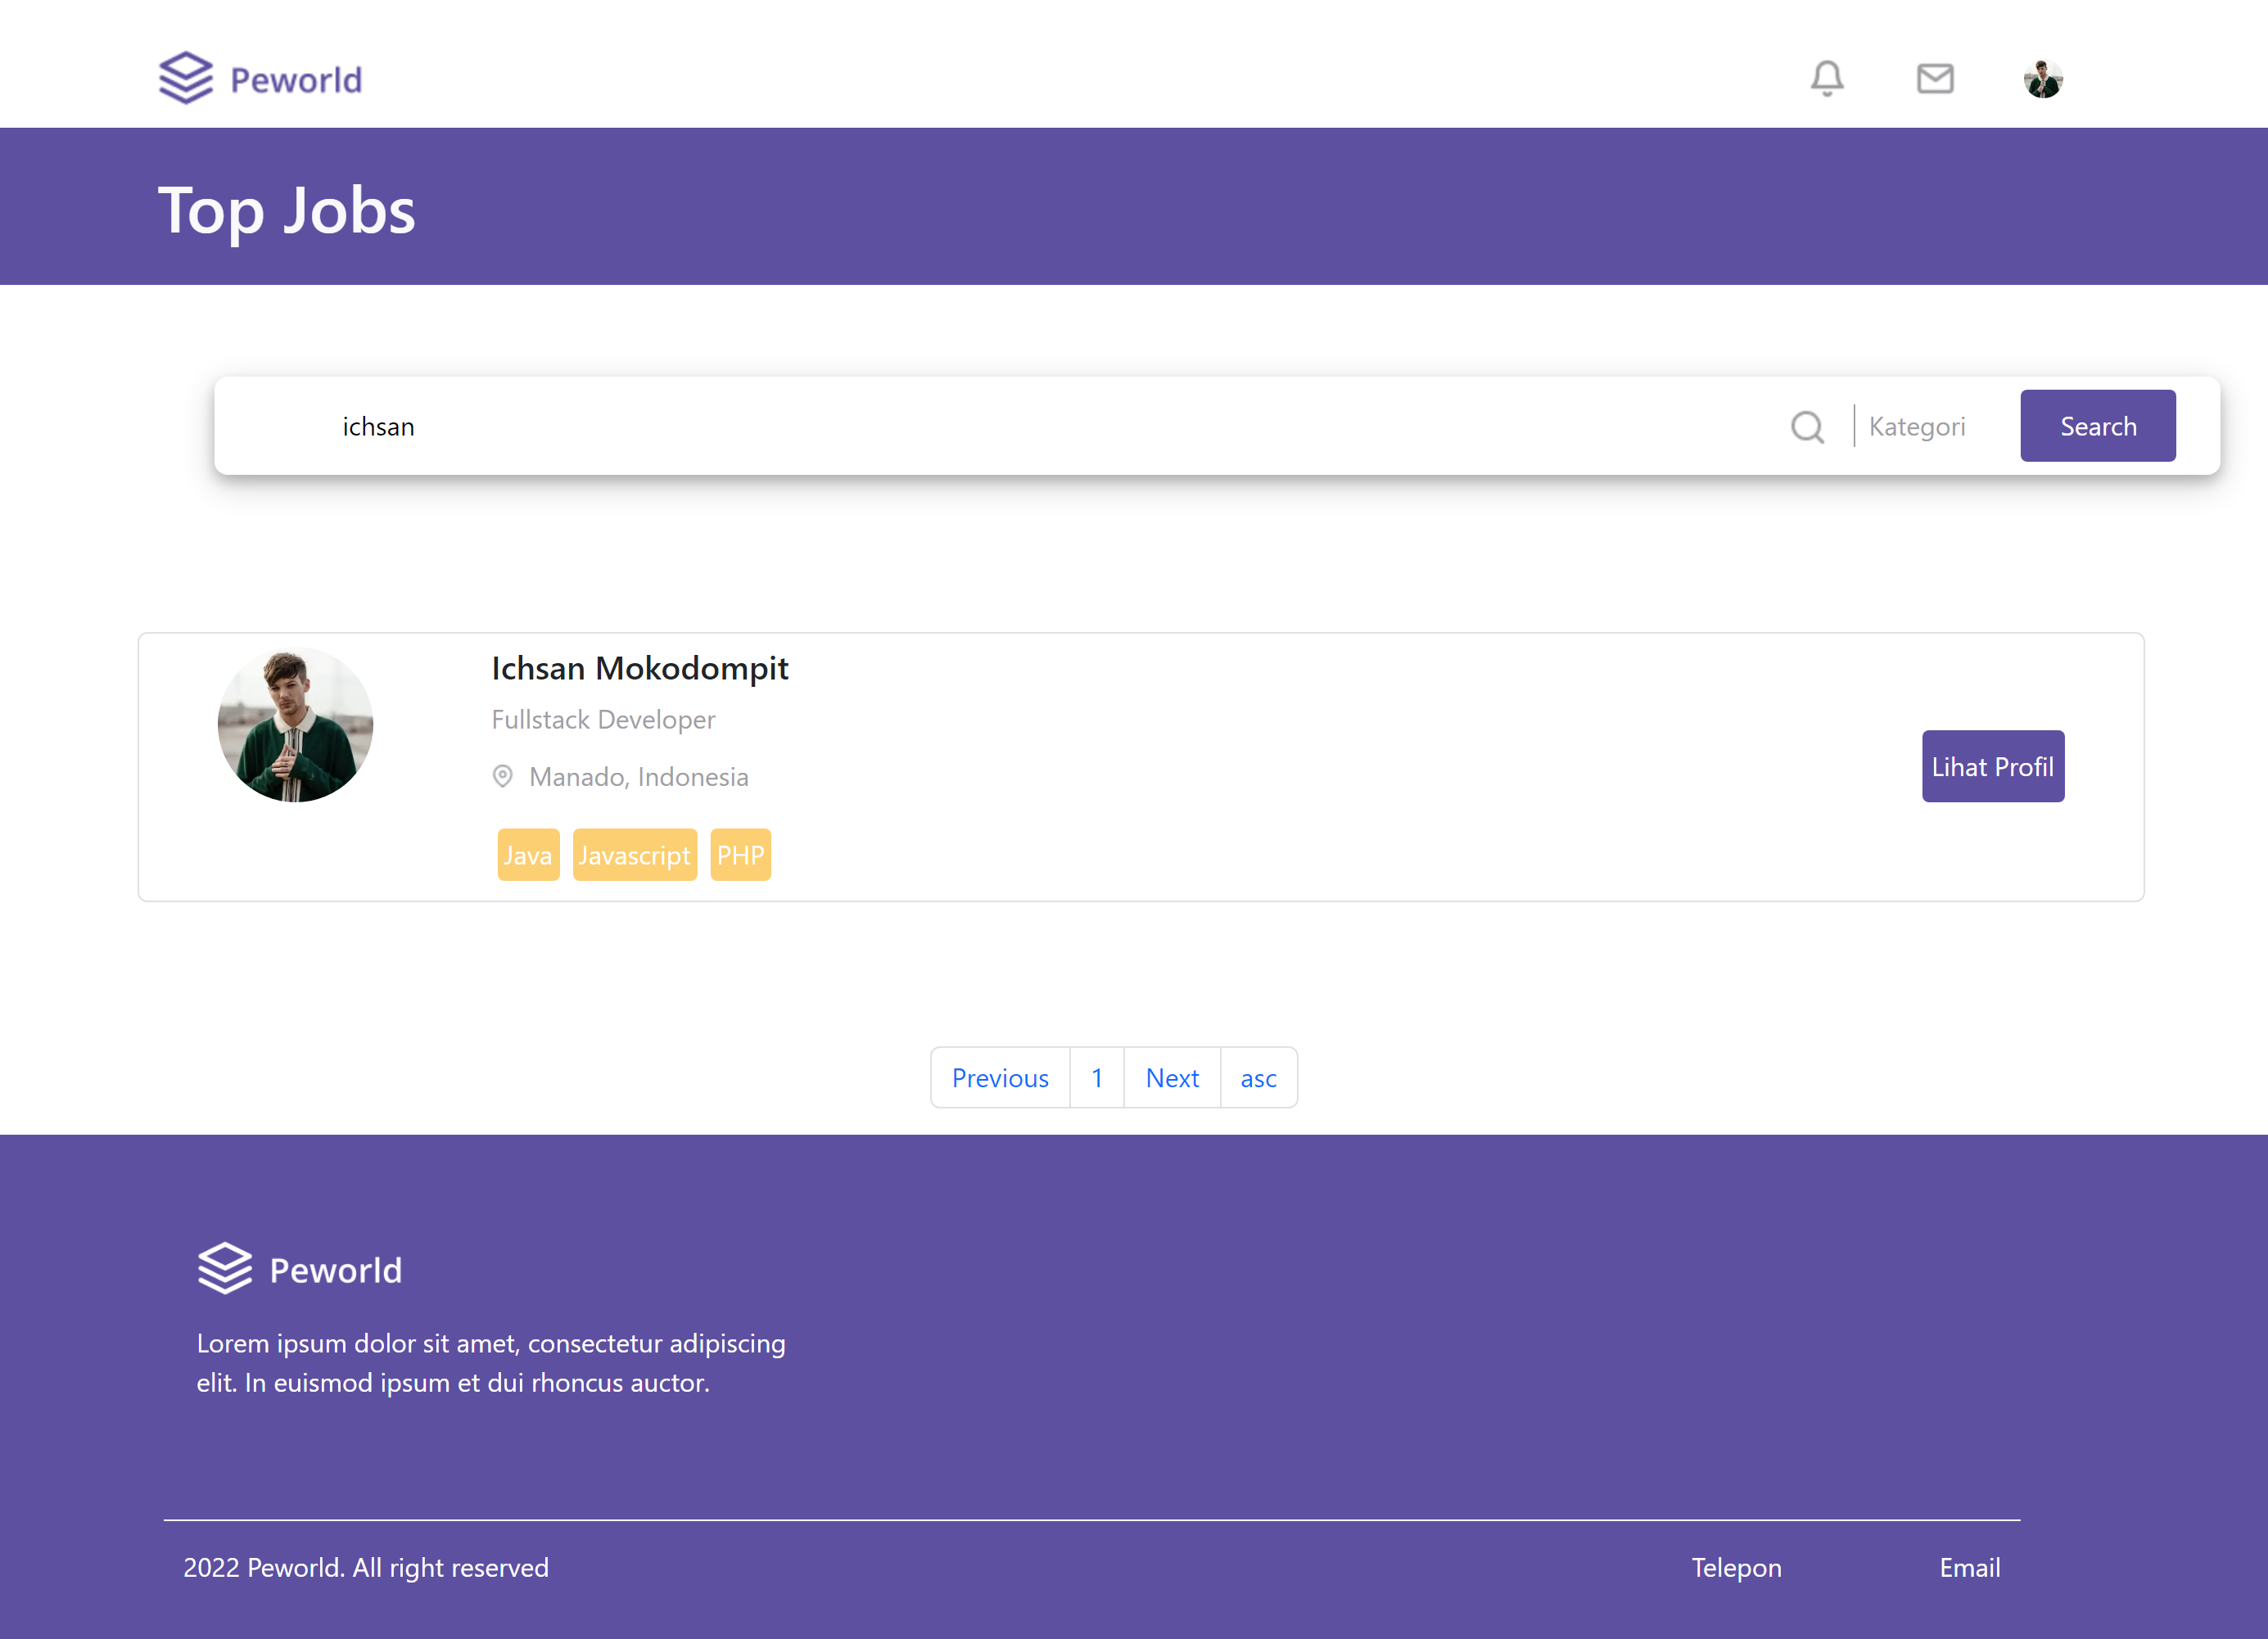 Peworld
Top Jobs
ichsan
Kategori
Search
Ichsan Mokodompit
Fullstack Developer
Manado, Indonesia
Lihat Profil
Java Javascript PHP
Previous 1 Next asc
Peworld
Lorem ipsum dolor sit amet, consectetur adipiscing
elit. In euismod ipsum et dui rhoncus auctor.
2022 Peworld. All right reserved
Telepon
Email